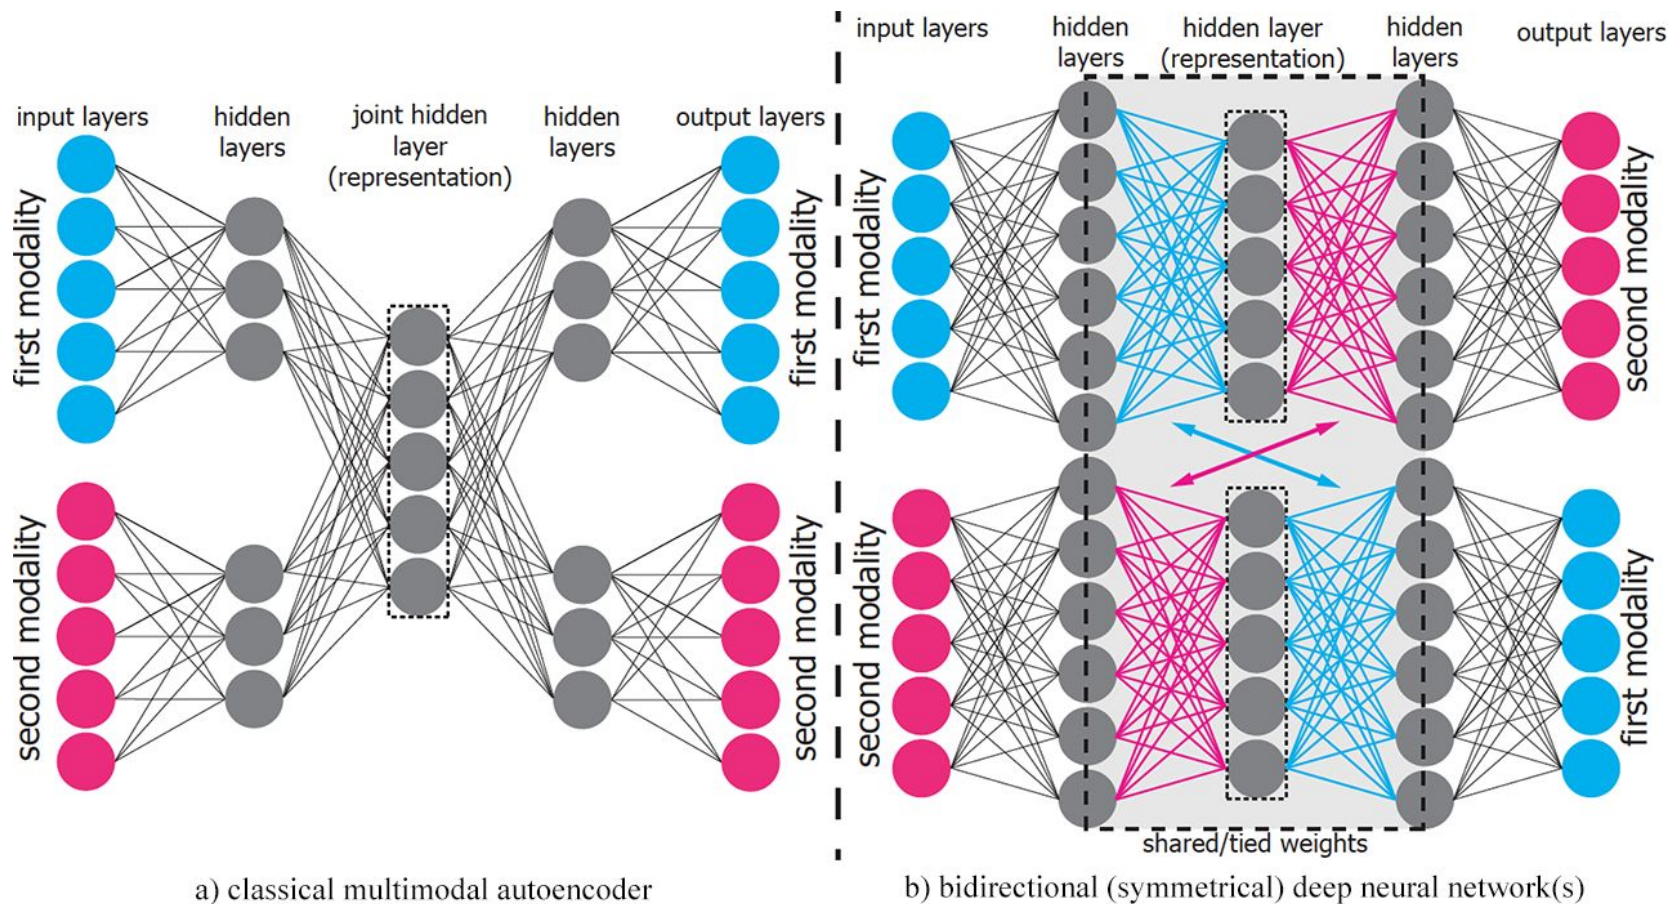 input layers
hidden
layers
joint hidden
layer
(representation)
hidden
layers
output layers
first modality
second modality
first modality
second modality
a) classical multimodal autoencoder
input layers
hidden
layers
hidden layer
(representation)
hidden
layers
output layers
first modality
second modality
second modality
first modality
shared/tied weights
b) bidirectional (symmetrical) deep neural network(s)